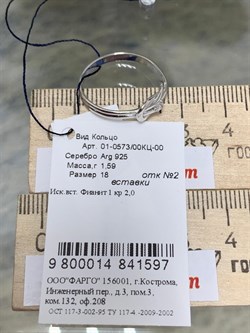 Вид Кольцо
Арт. 01-0573/00КЦ-00
Серебро Arg 925
Масса,г 1,59
Размер 18 отк №2
вставки
Иск.вст. Фианит 1 кр 2,0
9 800014 841597
ООО"ФАРГО" 156001, г.Кострома,
Инженерный пер., д.3, пом.3,
ком.132, оф.208
ОСТ 117-3-002-95 ТУ 117-4 -2009-2002